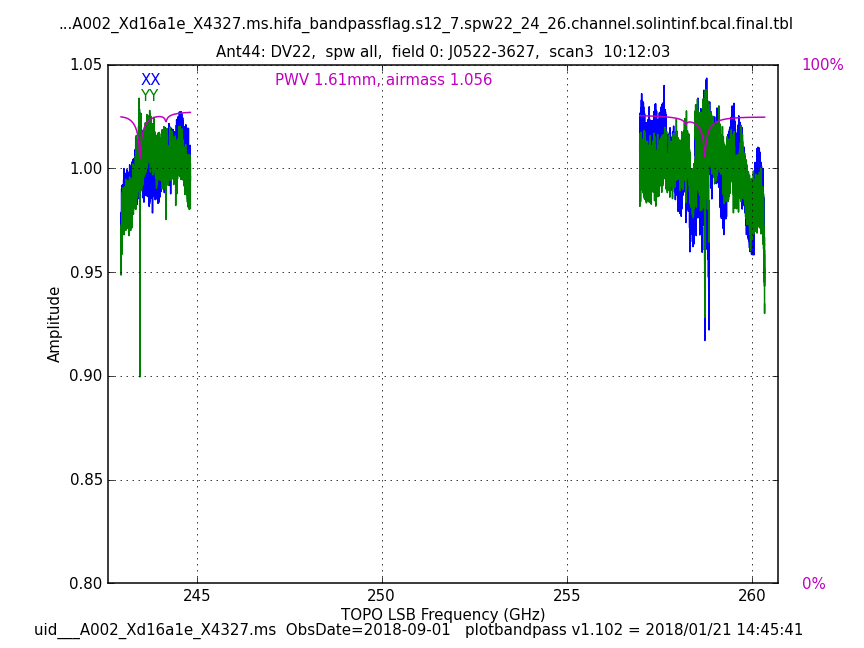 ...A002_Xd16a1e_X4327.ms.hifa_bandpassflag.s12_7.spw22_24_26.channel.solintinf.bcal.final.tbl
Ant44: DV22,  spw all,  field 0: J0522-3627,  scan3  10:12:03
1.05
100%
XX
PWV 1.61mm, airmass 1.056
YY
1.00
0.95
Amplitude
0.90
0.85
0.80
0%
245
250
255
260
TOPO LSB Frequency (GHz)
uid___A002_Xd16a1e_X4327.ms  ObsDate=2018-09-01   plotbandpass v1.102 = 2018/01/21 14:45:41